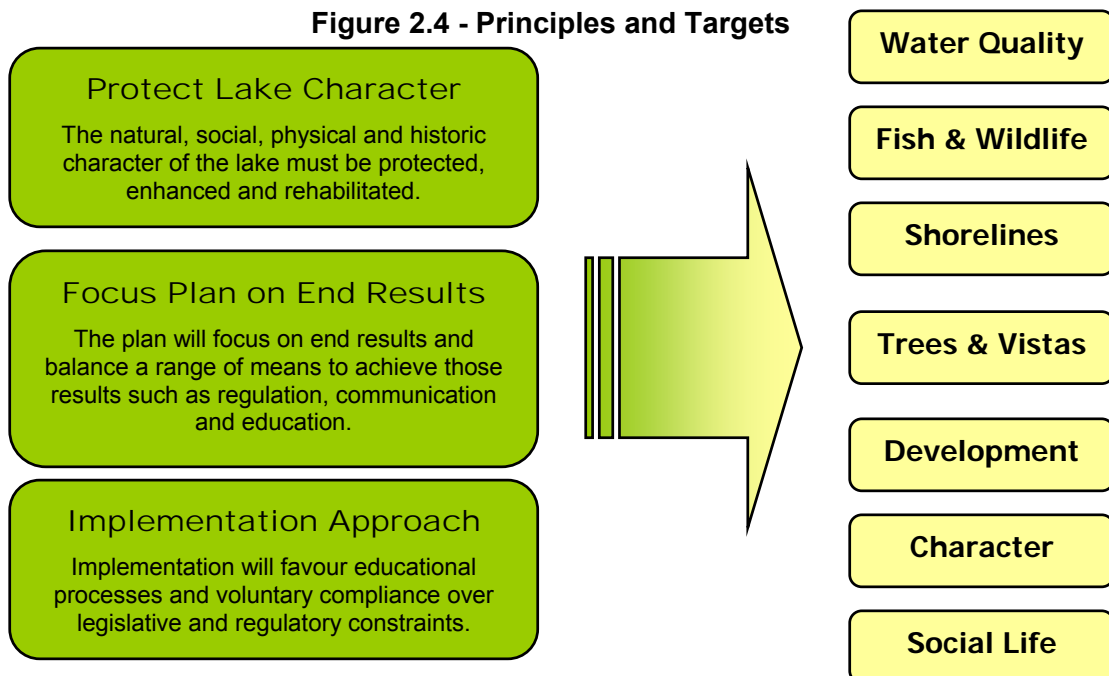 Figure 2.4 - Principles and Targets
Protect Lake Character
The natural, social, physical and historic
character of the lake must be protected,
enhanced and rehabilitated.
Focus Plan on End Results
The plan will focus on end results and
balance a range of means to achieve those
results such as regulation, communication
and education.
Implementation Approach
Implementation will favour educational
processes and voluntary compliance over
legislative and regulatory constraints.
Water Quality
Fish & Wildlife
Shorelines
Trees & Vistas
Development
Character
Social Life